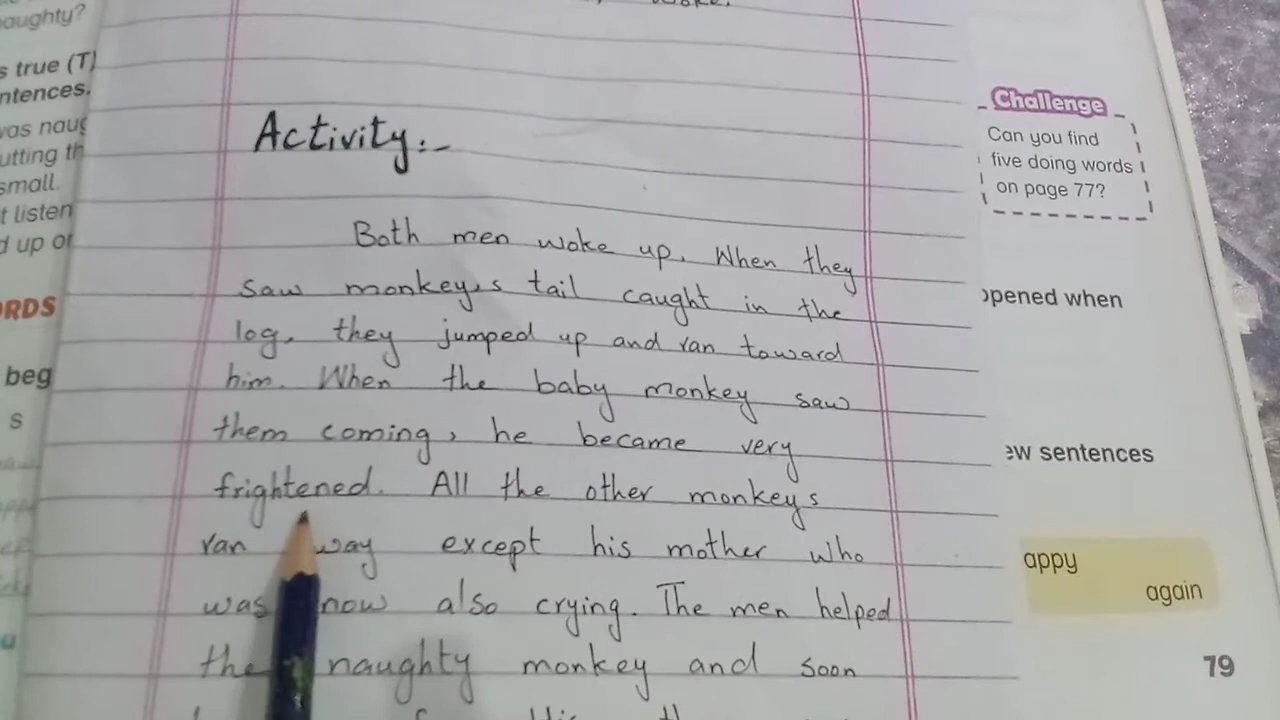 naughty?
s true (T)
ntences.
was naug
utting th
small.
t listen
d up or
RDS
beg
s
Activity:-
Both men woke up. When they
saw monkey,s tail caught in the
log, they jumped up and ran toward
him. When the baby monkey saw
them coming, he became very
frightened. All the other monkeys
ran way except his mother who
was now also crying. The men helped
the naughty monkey and soon
Challenge
Can you find
five doing words
on page 77?
opened when
ew sentences
appy
again
79